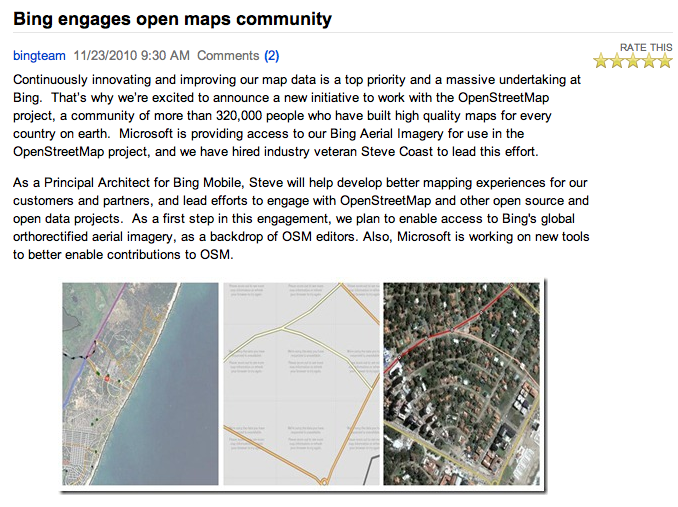 Bing engages open maps community
bingteam 11/23/2010 9:30 AM Comments (2)
RATE THIS
Continuously innovating and improving our map data is a top priority and a massive undertaking at
Bing.  That's why we're excited to announce a new initiative to work with the OpenStreetMap
project, a community of more than 320,000 people who have built high quality maps for every
country on earth.  Microsoft is providing access to our Bing Aerial Imagery for use in the
OpenStreetMap project, and we have hired industry veteran Steve Coast to lead this effort.
As a Principal Architect for Bing Mobile, Steve will help develop better mapping experiences for our
customers and partners, and lead efforts to engage with OpenStreetMap and other open source and
open data projects.  As a first step in this engagement, we plan to enable access to Bing's global
orthorectified aerial imagery, as a backdrop of OSM editors. Also, Microsoft is working on new tools
to better enable contributions to OSM.